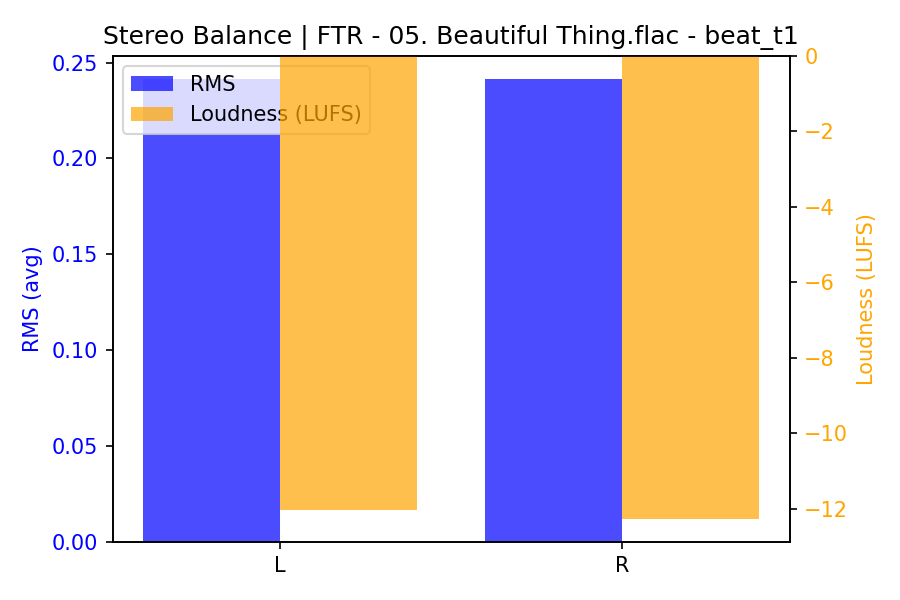 Stereo Balance | FTR - 05. Beautiful Thing.flac - beat_t1
RMS
Loudness (LUFS)
RMS (avg)
0.25
0.20
0.15
0.10
0.05
0.00
L
R
0
−2
−4
−6
−8
−10
−12
Loudness (LUFS)